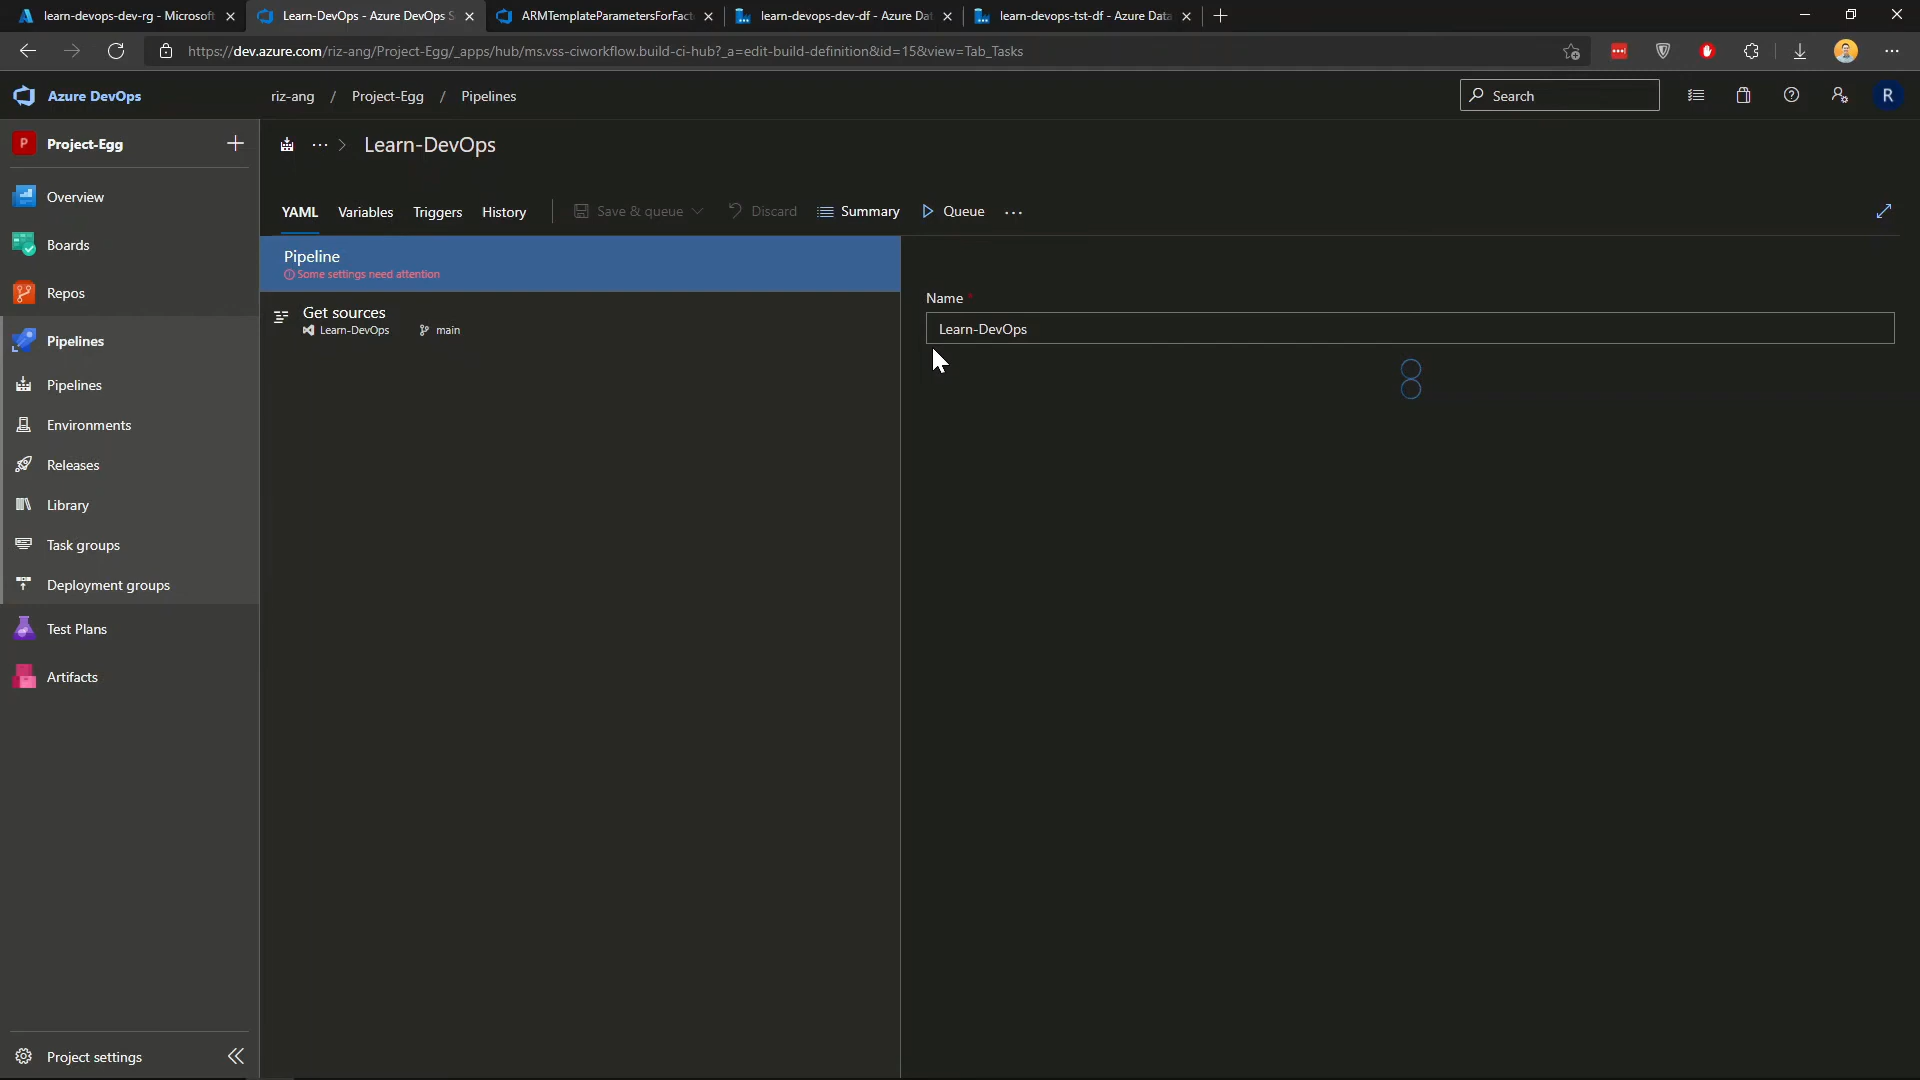 learn-devops-dev-rg - Microsoft
Learn-DevOps - Azure DevOps S
ARMTemplateParametersForFact
learn-devops-dev-df - Azure Dat
learn-devops-tst-df - Azure Data
https://dev.azure.com/riz-ang/Project-Egg/_apps/hub/ms.vss-ciworkflow.build-ci-hub?_a=edit-build-definition&id=15&view=Tab_Tasks
Azure DevOps
riz-ang / Project-Egg / Pipelines
Search
R
P Project-Egg
Learn-DevOps
Overview
YAML Variables Triggers History Save & queue Discard Summary Queue
Boards
Pipeline
Some settings need attention
Repos
Name *
Get sources
Learn-DevOps main
Learn-DevOps
Pipelines
Pipelines
Environments
Releases
Library
Task groups
Deployment groups
Test Plans
Artifacts
Project settings